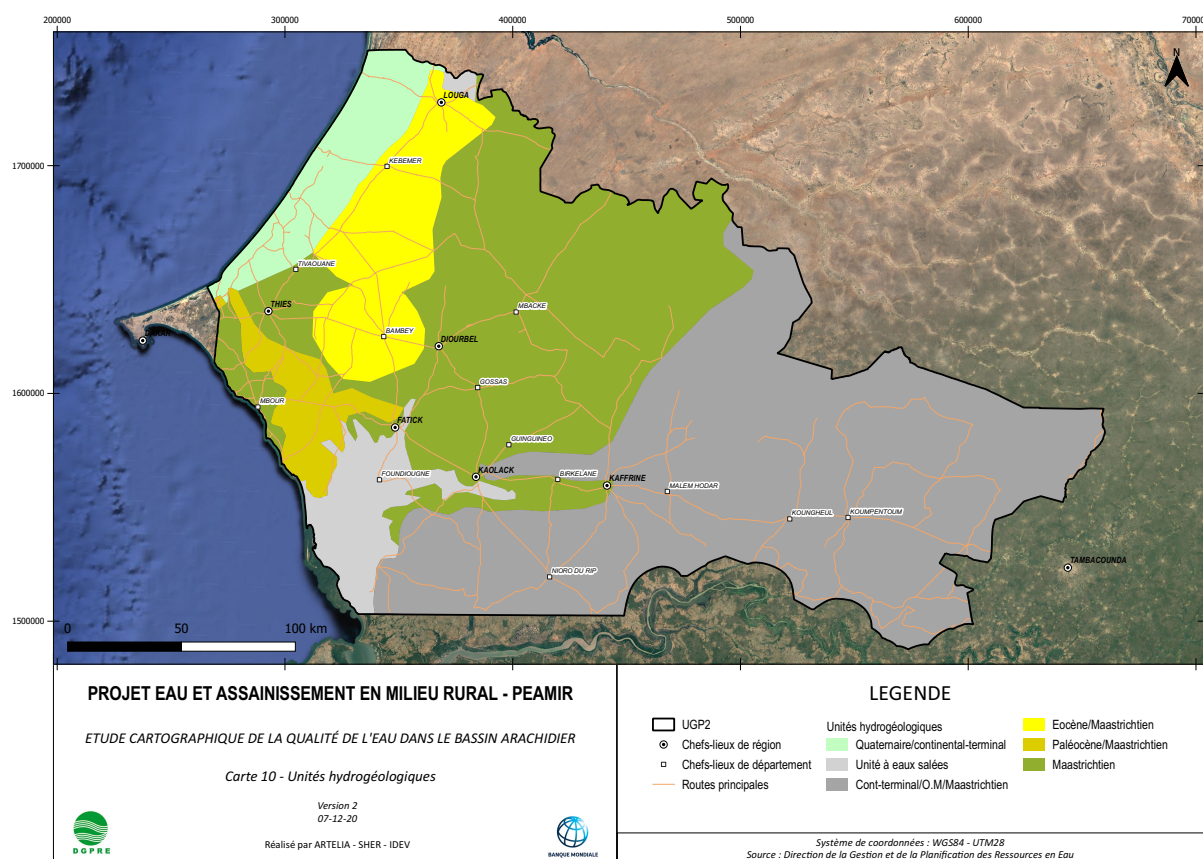 200000 300000 400000 500000 600000
N
LOUGA
1700000
KEBEMER
TIVAOUANE
THIES
MBACKE
BAMBEY
DIOURBEL
1600000
GOSSAS
MBOUR
FATICK
GUINGUINEO
FOUNDIOUGNE
KAOLACK
BIRKELANE
KAFFRINE
MALEM HODAR
KOUNGHEUL
KOUMPENTOUM
TAMBACOUNDA
NIORO DU RIP
1500000
0 50 100 km
PROJET EAU ET ASSAINISSEMENT EN MILIEU RURAL - PEAMIR
ETUDE CARTOGRAPHIQUE DE LA QUALITÉ DE L'EAU DANS LE BASSIN ARACHIDIER
Carte 10 - Unités hydrogéologiques
Version 2
07-12-20
Réalisé par ARTELIA - SHER - IDEV
DGPRE
BANQUE MONDIALE
LEGENDE
UGP2
Chefs-lieux de région
Chefs-lieux de département
Routes principales
Unités hydrogéologiques
Quaternaire/continental-terminal
Unité à eaux salées
Cont-terminal/O.M/Maastrichtien
Eocène/Maastrichtien
Paléocène/Maastrichtien
Maastrichtien
Système de coordonnées : WGS84 - UTM28
Source : Direction de la Gestion et de la Planification des Ressources en Eau